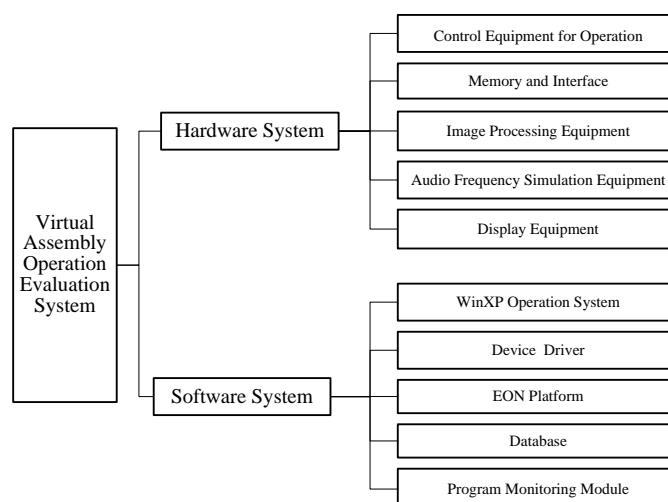 Virtual
Assembly
Operation
Evaluation
System
Hardware System
Control Equipment for Operation
Memory and Interface
Image Processing Equipment
Audio Frequency Simulation Equipment
Display Equipment
Software System
WinXP Operation System
Device Driver
EON Platform
Database
Program Monitoring Module